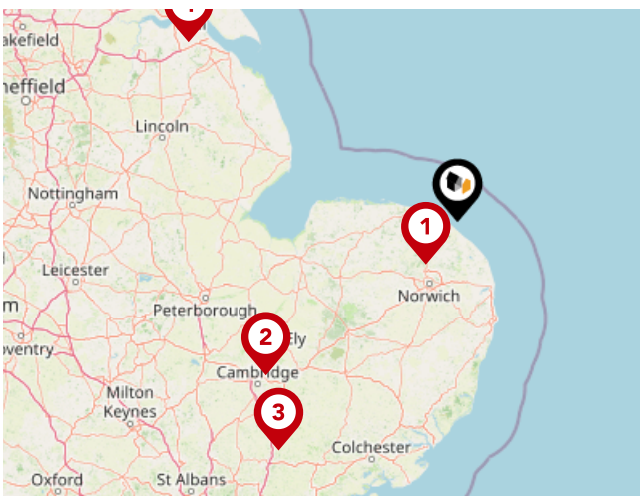 akefield
heffield
Lincoln
Nottingham
1
Leicester
Norwich
m
Peterborough
2
Ely
oventry
Cambridge
Milton
Keynes
3
Colchester
Oxford
St Albans